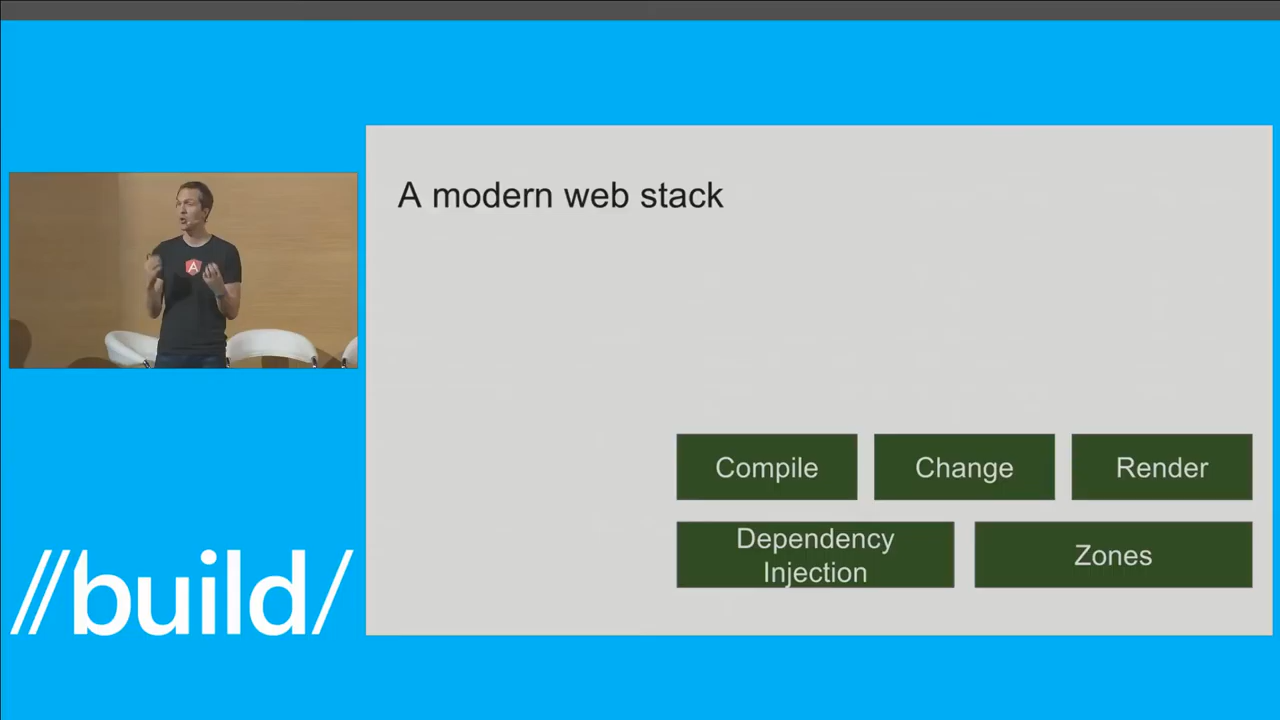 A modern web stack
Compile
Change
Render
Dependency
Injection
Zones
A
//build/